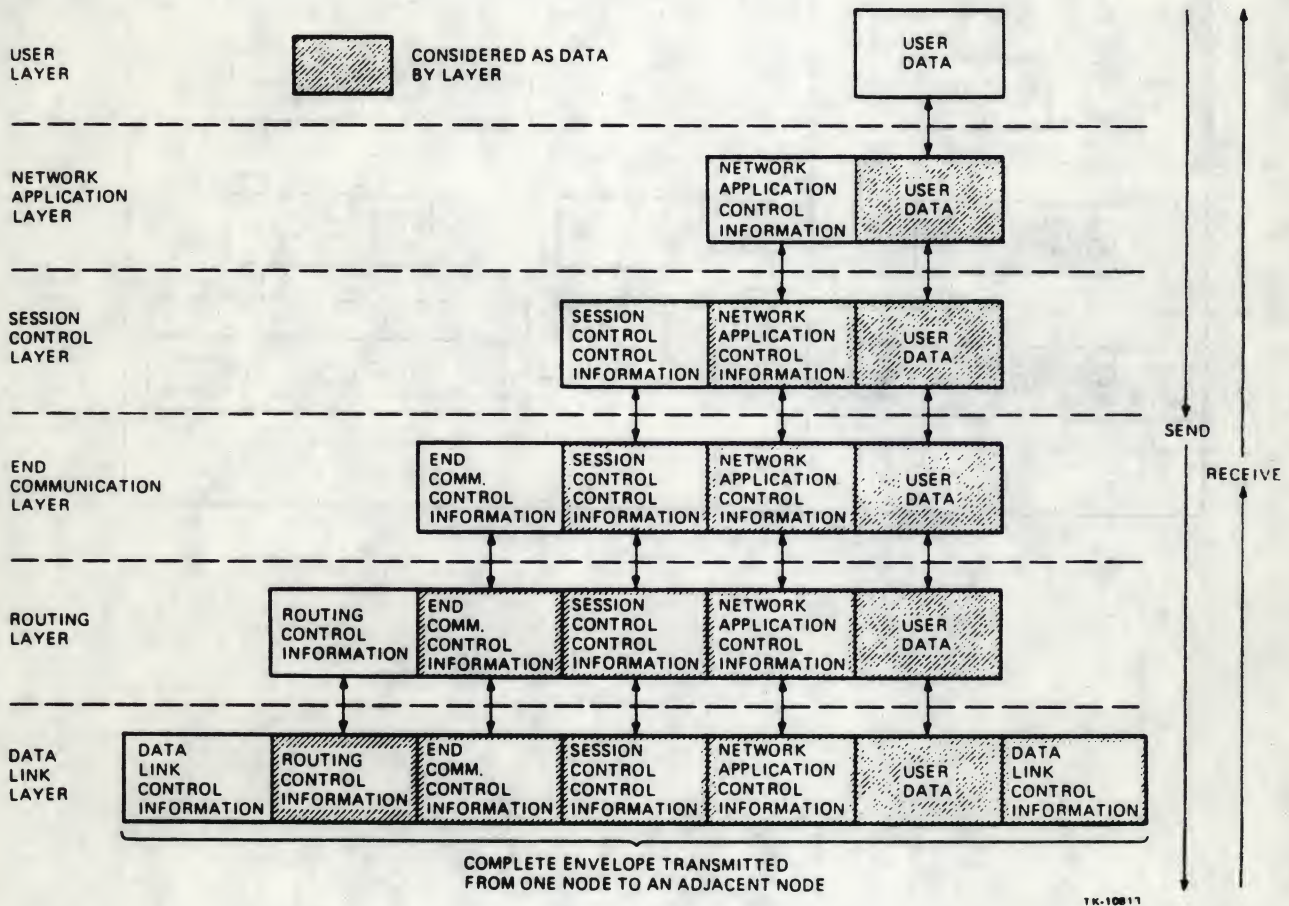 USER
LAYER
CONSIDERED AS DATA
BY LAYER
USER
DATA
NETWORK
APPLICATION
LAYER
NETWORK
APPLICATION
CONTROL
INFORMATION
USER
DATA
SESSION
CONTROL
LAYER
SESSION
CONTROL
CONTROL
INFORMATION
NETWORK
APPLICATION
CONTROL
INFORMATION
USER
DATA
SEND
RECEIVE
END
COMMUNICATION
LAYER
END
COMM.
CONTROL
INFORMATION
SESSION
CONTROL
CONTROL
INFORMATION
NETWORK
APPLICATION
CONTROL
INFORMATION
USER
DATA
ROUTING
LAYER
ROUTING
CONTROL
INFORMATION
END
COMM.
CONTROL
INFORMATION
SESSION
CONTROL
CONTROL
INFORMATION
NETWORK
APPLICATION
CONTROL
INFORMATION
USER
DATA
DATA
LINK
LAYER
DATA
LINK
CONTROL
INFORMATION
ROUTING
CONTROL
INFORMATION
END
COMM.
CONTROL
INFORMATION
SESSION
CONTROL
CONTROL
INFORMATION
NETWORK
APPLICATION
CONTROL
INFORMATION
USER
DATA
DATA
LINK
CONTROL
INFORMATION
COMPLETE ENVELOPE TRANSMITTED
FROM ONE NODE TO AN ADJACENT NODE
TK-10817